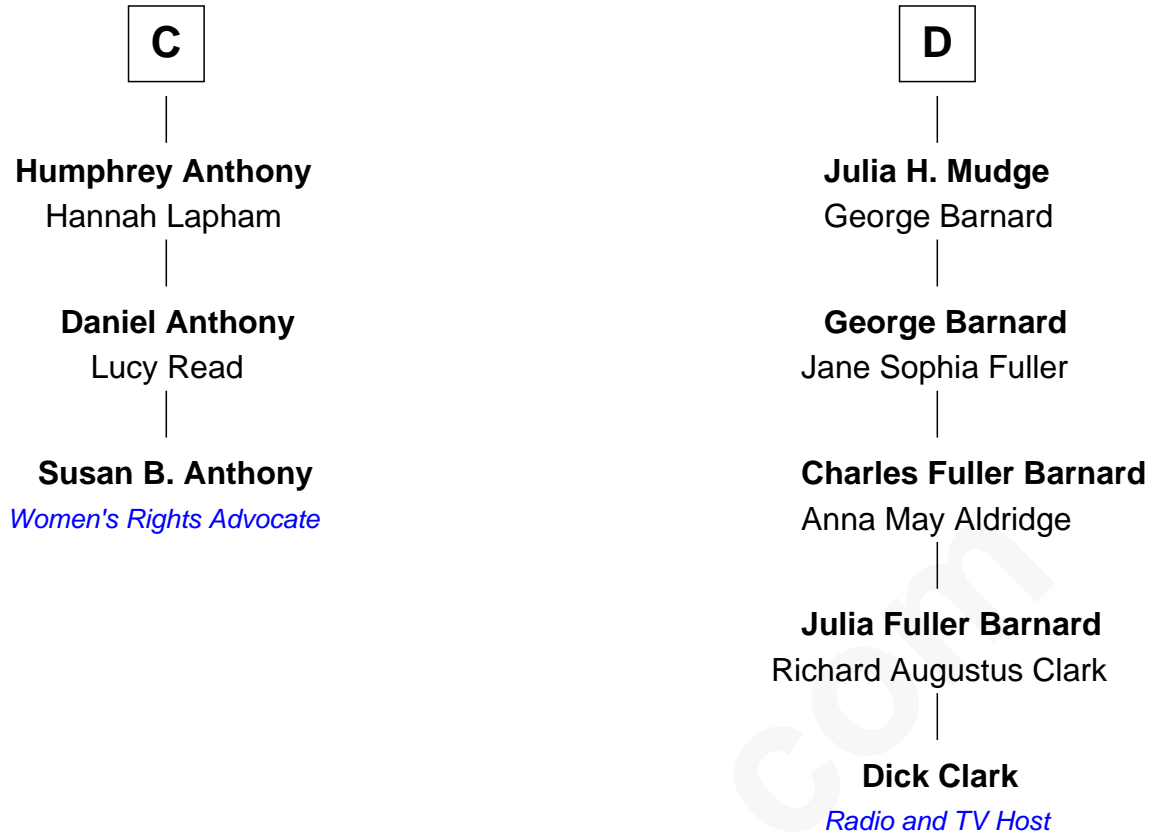 C
Humphrey Anthony
Hannah Lapham
Daniel Anthony
Lucy Read
Susan B. Anthony
Women's Rights Advocate
D
Julia H. Mudge
George Barnard
George Barnard
Jane Sophia Fuller
Charles Fuller Barnard
Anna May Aldridge
Julia Fuller Barnard
Richard Augustus Clark
Dick Clark
Radio and TV Host
com